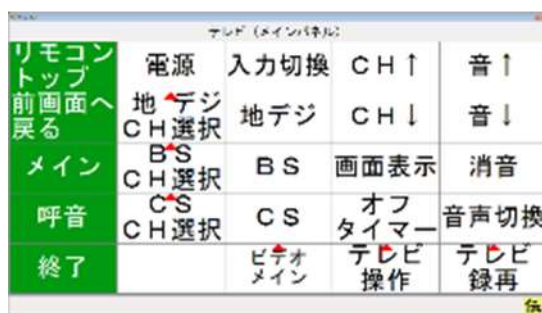 テレビ（メインパネル）
リモコン
トップ
電源
入力切換
ＣＨ↑
音↑
前画面へ
戻る
地デジ
ＣＨ選択
地デジ
ＣＨ↓
音↓
メイン
ＢＳ
ＣＨ選択
ＢＳ
画面表示
消音
呼音
ＣＳ
ＣＨ選択
ＣＳ
オフ
タイマー
音声切換
終了
ビデオ
メイン
テレビ
操作
テレビ
録再